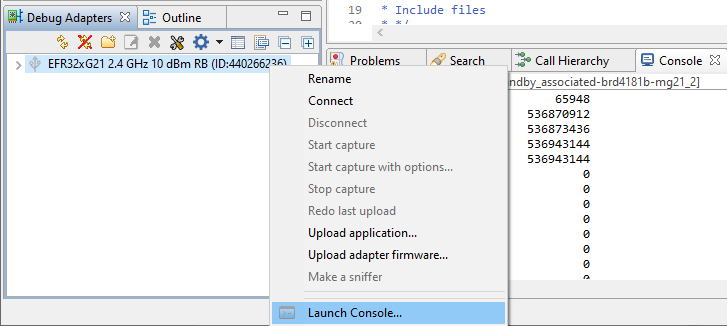 Debug Adapters
Outline
EFR32xG21 2.4 GHz 10 dBm RB (ID:440266236)
Rename
Connect
Disconnect
Start capture
Start capture with options...
Stop capture
Redo last upload
Upload application...
Upload adapter firmware...
Make a sniffer
Launch Console...
19 * Include files
* */
Problems
Search
Call Hierarchy
Console
ndby_associated-brd4181b-mg21_2]
65948
536870912
536873436
536943144
536943144
0
0
0
0
0
0
0
0